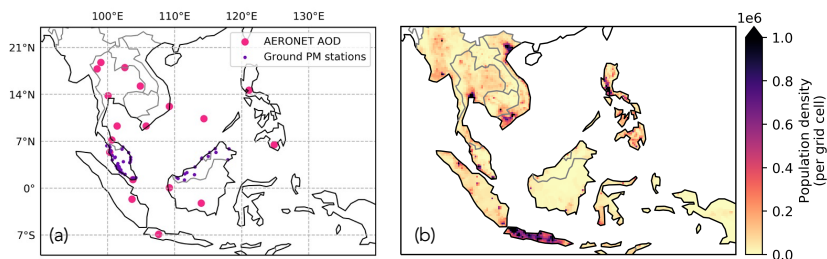 100°E 110°E 120°E 130°E
21°N
14°N
7°N
0°
7°S
AERONET AOD
Ground PM stations
(a)
(b)
1e6
1.0
0.8
0.6
0.4
0.2
0.0
Population density
(per grid cell)